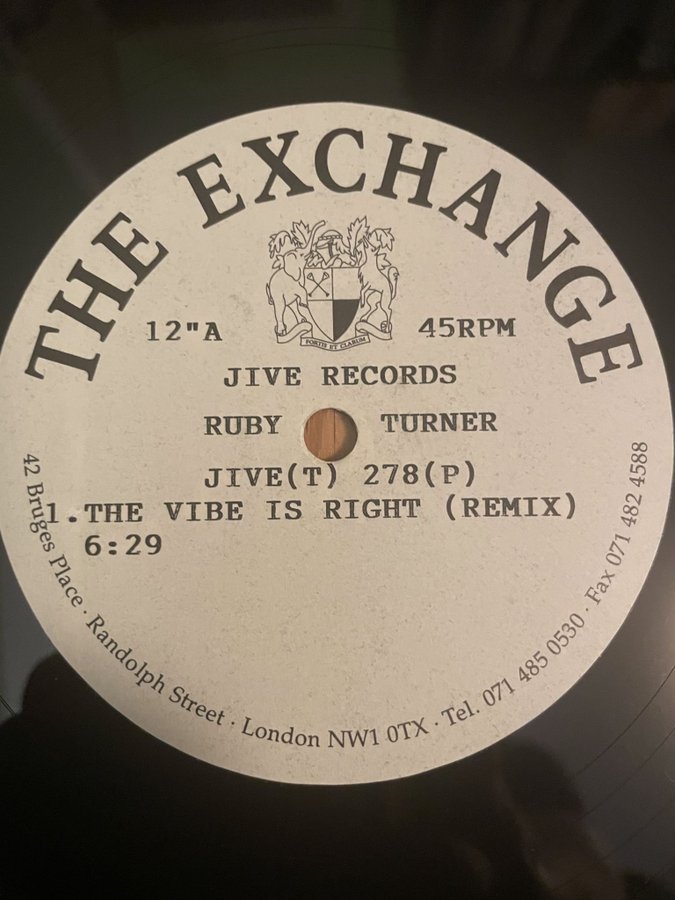 THE EXCHANGE
FORTIS ET CLARUM
12"A 45RPM
JIVE RECORDS
RUBY TURNER
JIVE(T) 278(P)
1.THE VIBE IS RIGHT (REMIX)
6:29
42 Bruges Place · Randolph Street · London NW1 0TX · Tel. 071 485 0530 · Fax 071 482 4588